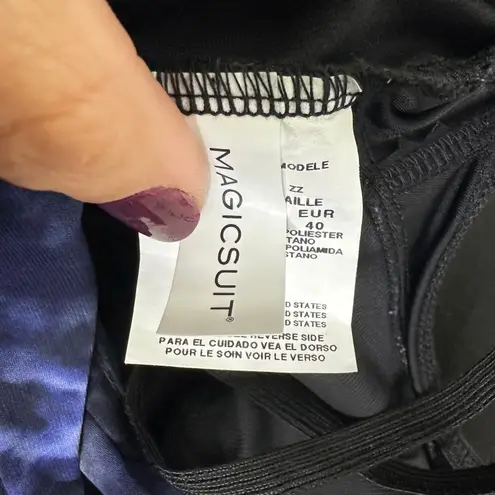 MAGICSUIT®
MODELE
ZZ
AILLE
EUR
40
POLIESTER
TANO
POLIAMIDA
STANO
D STATES
D STATES
D STATES
REVERSE SIDE
PARA EL CUIDADO VEA EL DORSO
POUR LE SOIN VOIR LE VERSO